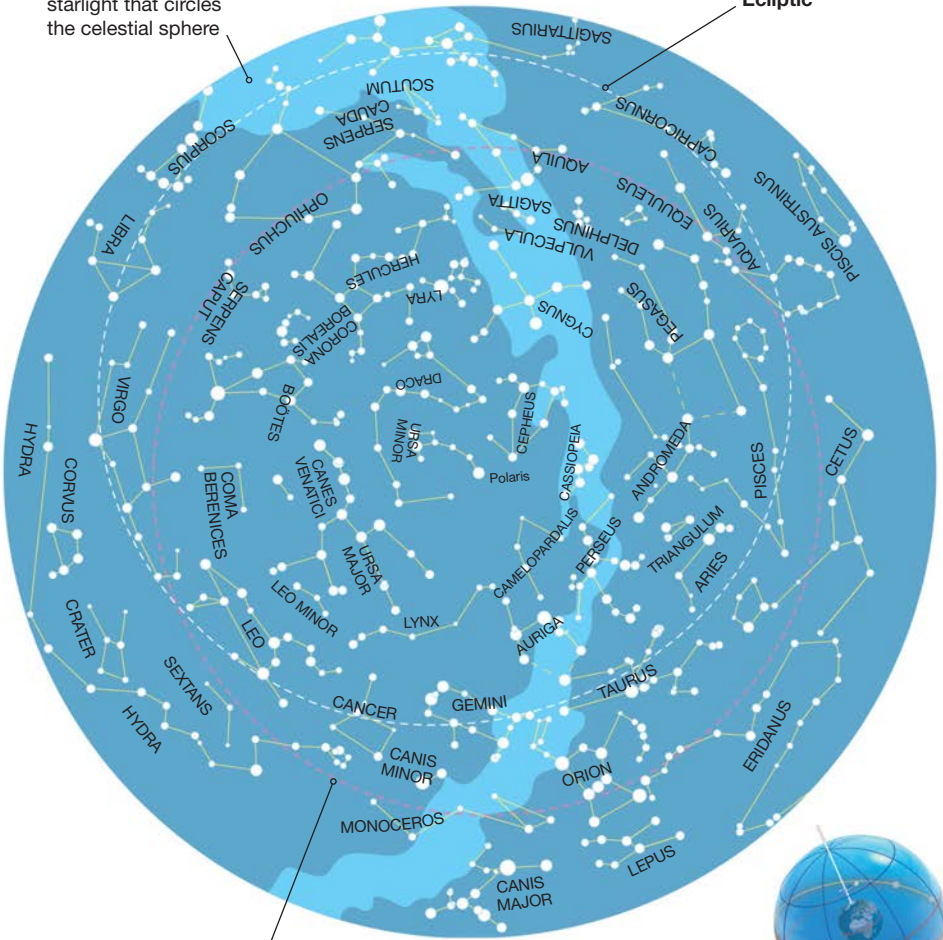 starlight that circles
the celestial sphere
Ecliptic
SAGITTARIUS
SCUTUM
SERPENS
CAUDA
CAPRICORNUS
SCORPIUS
AQUILA
PISCIS AUSTRINUS
EQUULEUS
SAGITTA
AQUARIUS
LIBRA
OPHIUCHUS
DELPHINUS
VULPECULA
HERCULES
LYRA
SERPENS
CAPUT
CORONA
BOREALIS
CYGNUS
PEGASUS
DRACO
VIRGO
BOÖTES
CEPHEUS
URSA
MINOR
HYDRA
CORVUS
COMA
BERENICES
CANES
VENATICI
Polaris
CASSIOPEIA
ANDROMEDA
PISCES
CETUS
URSA
MAJOR
CAMELOPARDALIS
PERSEUS
TRIANGULUM
ARIES
LEO MINOR
CRATER
LEO
LYNX
AURIGA
SEXTANS
TAURUS
CANCER
GEMINI
HYDRA
ERIDANUS
CANIS
MINOR
ORION
MONOCEROS
LEPUS
CANIS
MAJOR